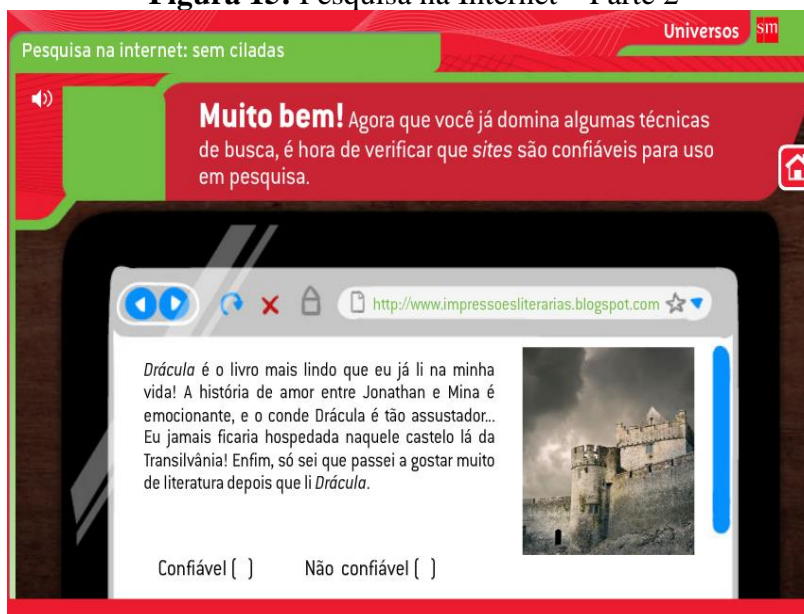 Figura 15: Pesquisa na Internet – Parte 2
Universos sm
Pesquisa na internet: sem ciladas
Muito bem! Agora que você já domina algumas técnicas
de busca, é hora de verificar que sites são confiáveis para uso
em pesquisa.
http://www.impressoesliterarias.blogspot.com
Drácula é o livro mais lindo que eu já li na minha
vida! A história de amor entre Jonathan e Mina é
emocionante, e o conde Drácula é tão assustador...
Eu jamais ficaria hospedada naquele castelo lá da
Transilvânia! Enfim, só sei que passei a gostar muito
de literatura depois que li Drácula.
Confiável ( ) Não confiável ( )